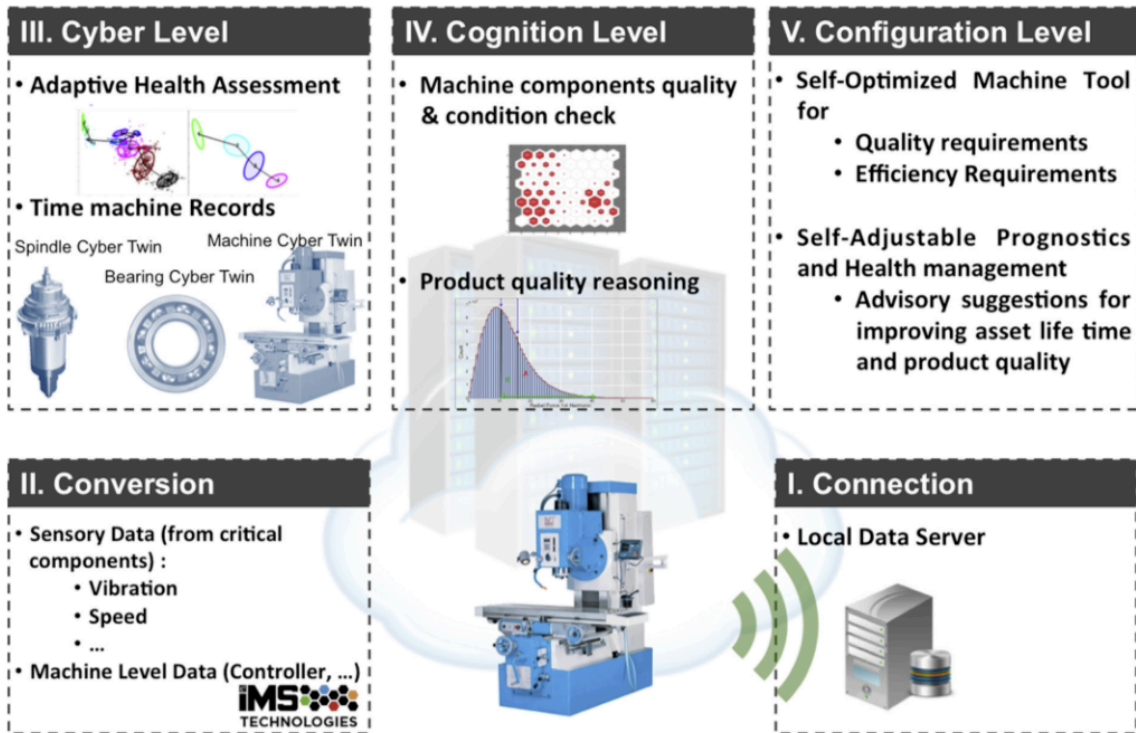 III. Cyber Level
• Adaptive Health Assessment
• Time machine Records
Spindle Cyber Twin
Machine Cyber Twin
Bearing Cyber Twin
IV. Cognition Level
• Machine components quality
& condition check
• Product quality reasoning
V. Configuration Level
• Self-Optimized Machine Tool
for
• Quality requirements
• Efficiency Requirements
• Self-Adjustable Prognostics
and Health management
• Advisory suggestions for
improving asset life time
and product quality
II. Conversion
• Sensory Data (from critical
components) :
• Vibration
• Speed
• ...
• Machine Level Data (Controller, ...)
iMS
TECHNOLOGIES
I. Connection
• Local Data Server